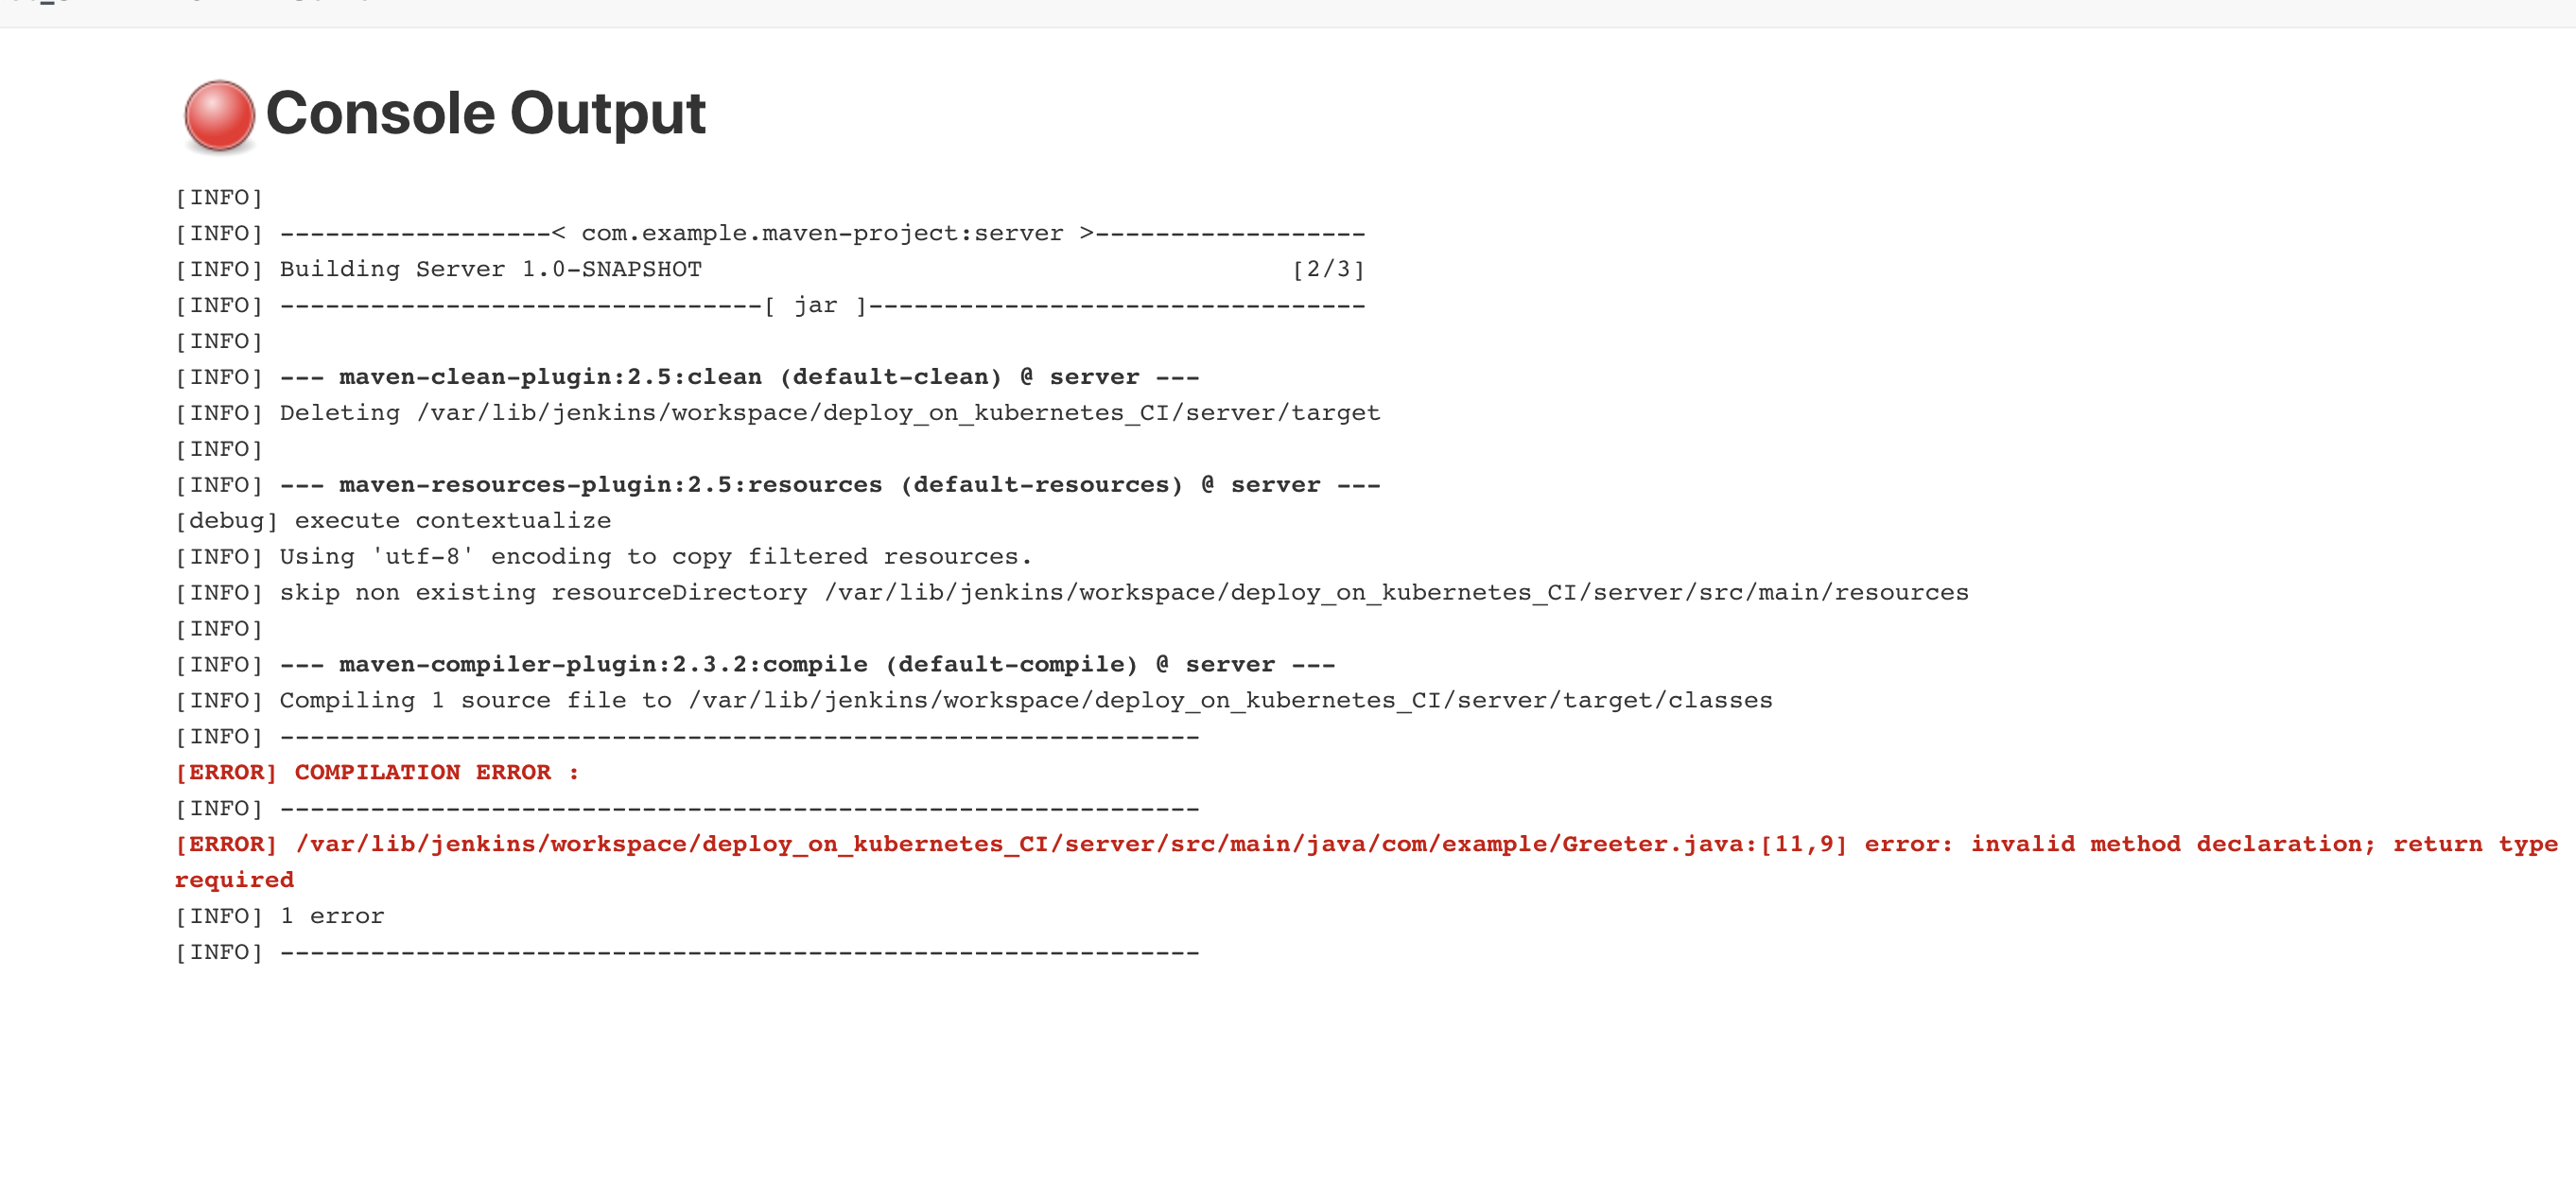 Console Output
[INFO]
[INFO] ------------------< com.example.maven-project:server >------------------
[INFO] Building Server 1.0-SNAPSHOT                                       [2/3]
[INFO] --------------------------------[ jar ]---------------------------------
[INFO]
[INFO] --- maven-clean-plugin:2.5:clean (default-clean) @ server ---
[INFO] Deleting /var/lib/jenkins/workspace/deploy_on_kubernetes_CI/server/target
[INFO]
[INFO] --- maven-resources-plugin:2.5:resources (default-resources) @ server ---
[debug] execute contextualize
[INFO] Using 'utf-8' encoding to copy filtered resources.
[INFO] skip non existing resourceDirectory /var/lib/jenkins/workspace/deploy_on_kubernetes_CI/server/src/main/resources
[INFO]
[INFO] --- maven-compiler-plugin:2.3.2:compile (default-compile) @ server ---
[INFO] Compiling 1 source file to /var/lib/jenkins/workspace/deploy_on_kubernetes_CI/server/target/classes
[INFO] -------------------------------------------------------------
[ERROR] COMPILATION ERROR :
[INFO] -------------------------------------------------------------
[ERROR] /var/lib/jenkins/workspace/deploy_on_kubernetes_CI/server/src/main/java/com/example/Greeter.java:[11,9] error: invalid method declaration; return type
required
[INFO] 1 error
[INFO] -------------------------------------------------------------